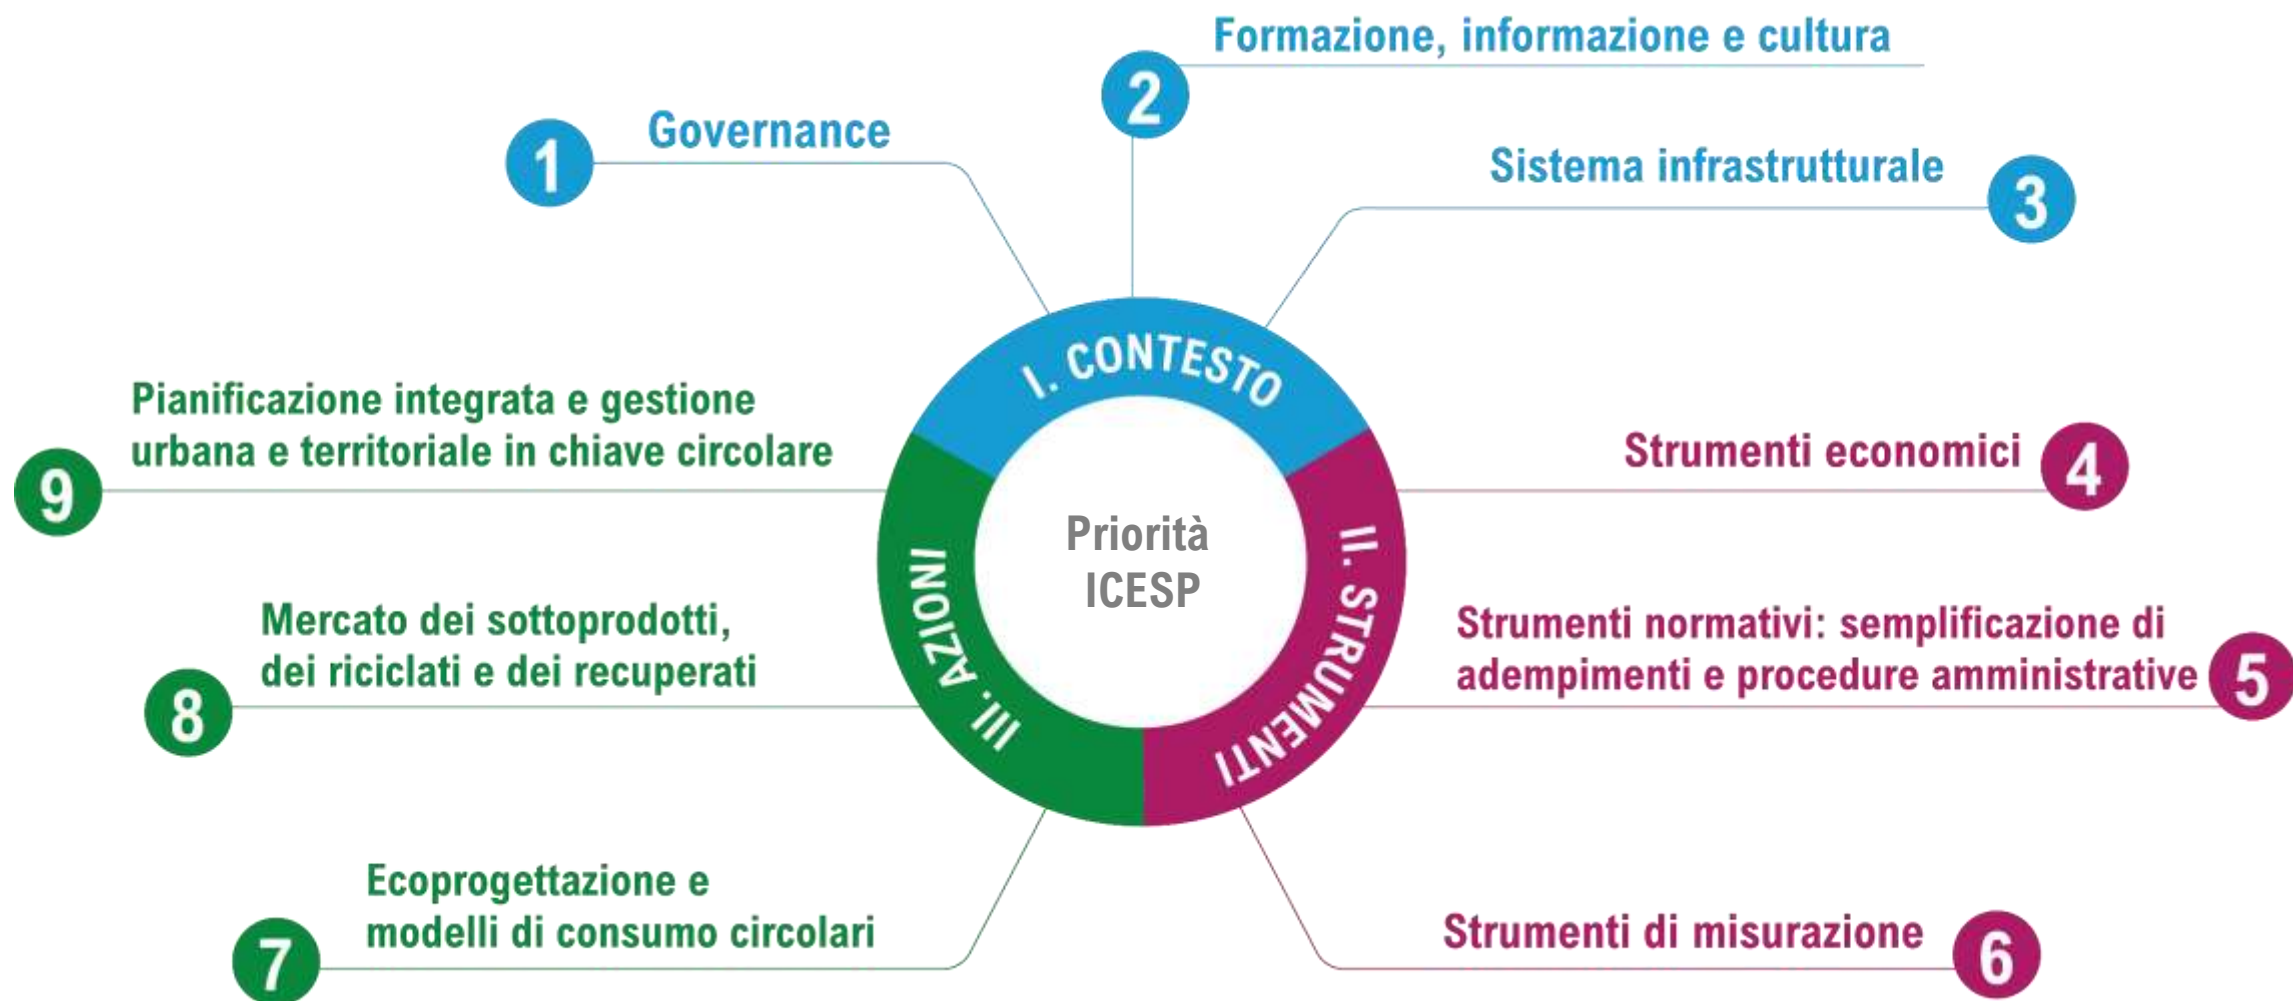 Priorità
ICESP
I. CONTESTO
1
Governance
2
Formazione, informazione e cultura
3
Sistema infrastrutturale
II. STRUMENTI
4
Strumenti economici
5
Strumenti normativi: semplificazione di
adempimenti e procedure amministrative
6
Strumenti di misurazione
III. AZIONI
7
Ecoprogettazione e
modelli di consumo circolari
8
Mercato dei sottoprodotti,
dei riciclati e dei recuperati
9
Pianificazione integrata e gestione
urbana e territoriale in chiave circolare